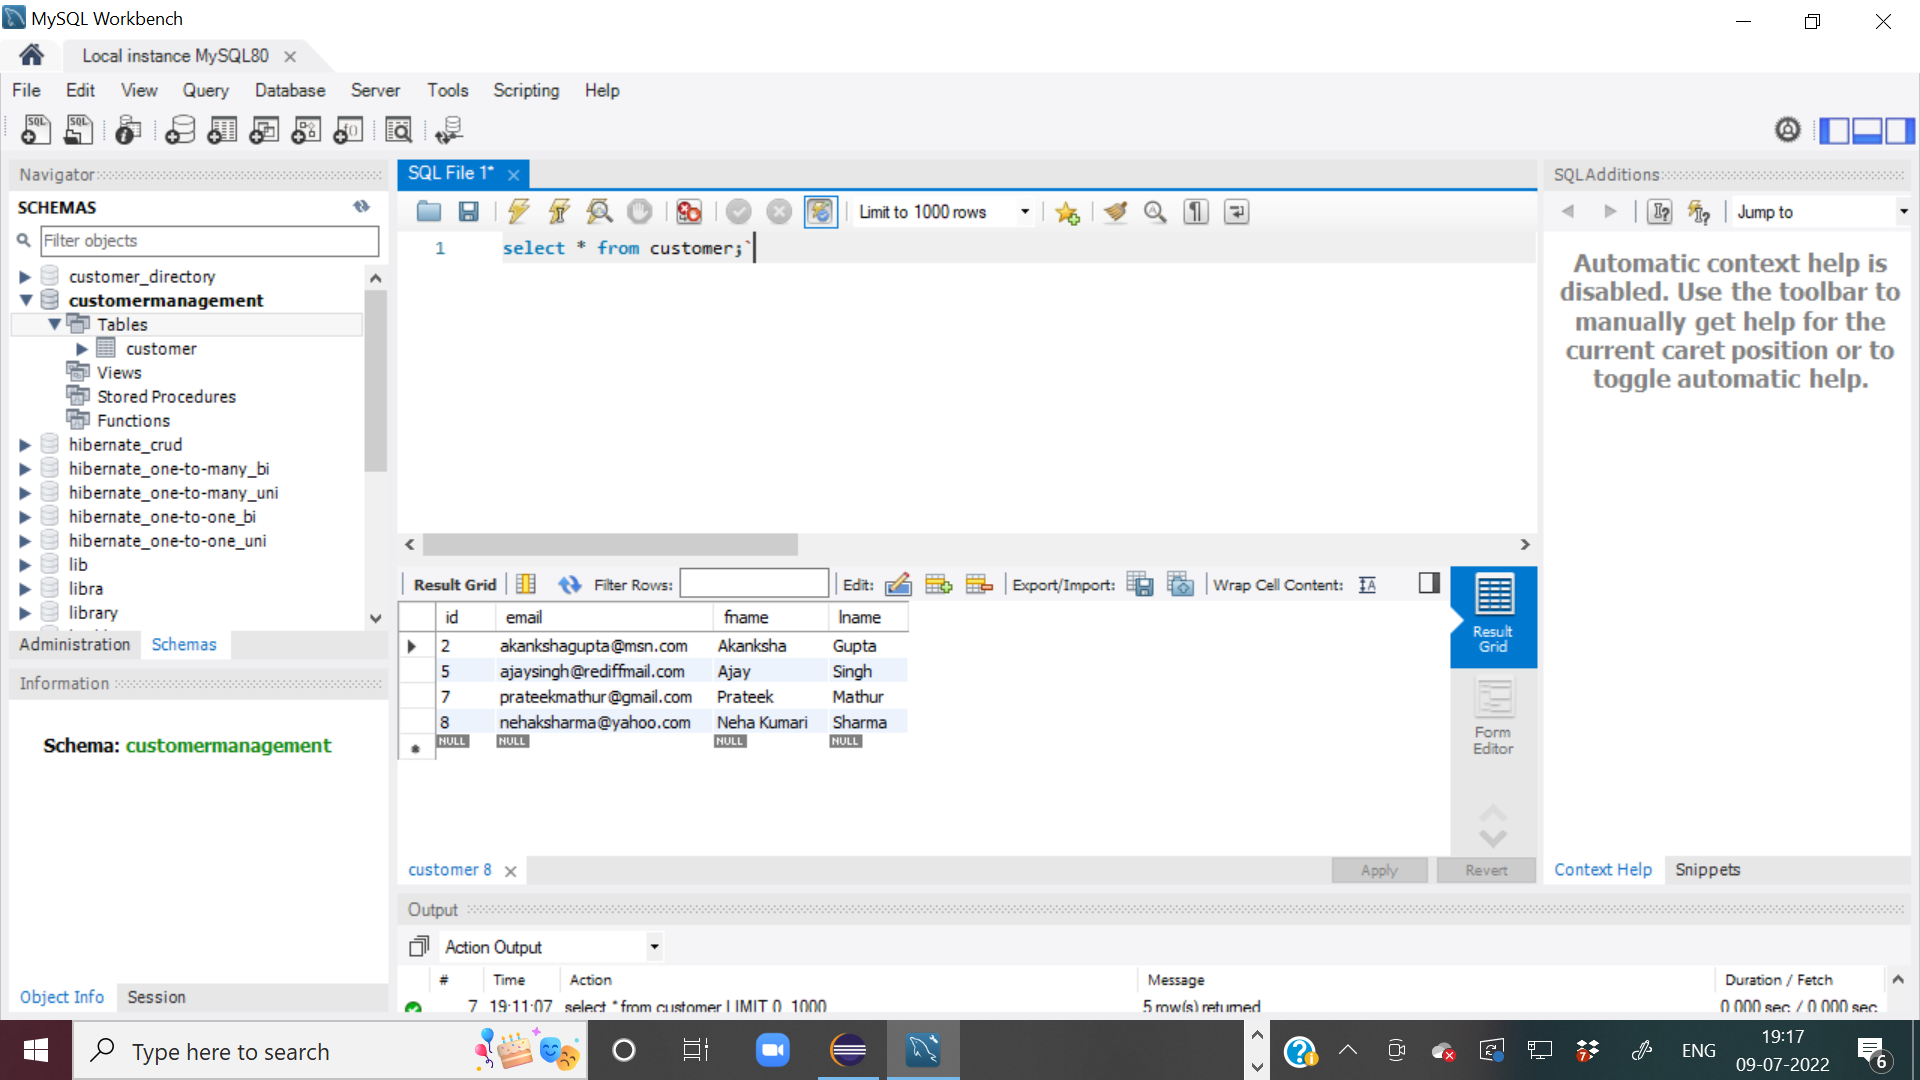 MySQL Workbench
Local instance MySQL80
File Edit View Query Database Server Tools Scripting Help
Navigator
SCHEMAS
Filter objects
customer_directory
customermanagement
Tables
customer
Views
Stored Procedures
Functions
hibernate_crud
hibernate_one-to-many_bi
hibernate_one-to-many_uni
hibernate_one-to-one_bi
hibernate_one-to-one_uni
lib
libra
library
Administration Schemas
Information
Schema: customermanagement
Object Info Session
SQL File 1*
Limit to 1000 rows
1 select * from customer;`
Result Grid Filter Rows: Edit: Export/Import: Wrap Cell Content:
id email fname lname
2 akankshagupta@msn.com Akanksha Gupta
5 ajaysingh@rediffmail.com Ajay Singh
7 prateekmathur@gmail.com Prateek Mathur
8 nehaksharma@yahoo.com Neha Kumari Sharma
NULL NULL NULL NULL
Result
Grid
Form
Editor
customer 8
Apply Revert
SQLAdditions
Jump to
Automatic context help is
disabled. Use the toolbar to
manually get help for the
current caret position or to
toggle automatic help.
Context Help Snippets
Output
Action Output
# Time Action Message Duration / Fetch
7 19:11:07 select * from customer LIMIT 0, 1000 5 row(s) returned 0.000 sec / 0.000 sec
Type here to search
ENG
19:17
09-07-2022
6